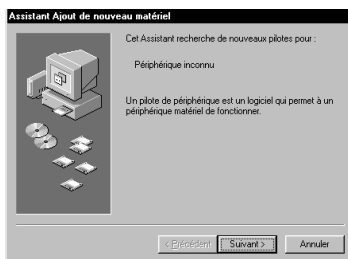 Assistant Ajout de nouveau matériel
Cet Assistant recherche de nouveaux pilotes pour :
Périphérique inconnu
Un pilote de périphérique est un logiciel qui permet à un
périphérique matériel de fonctionner.
< Précédent
Suivant >
Annuler